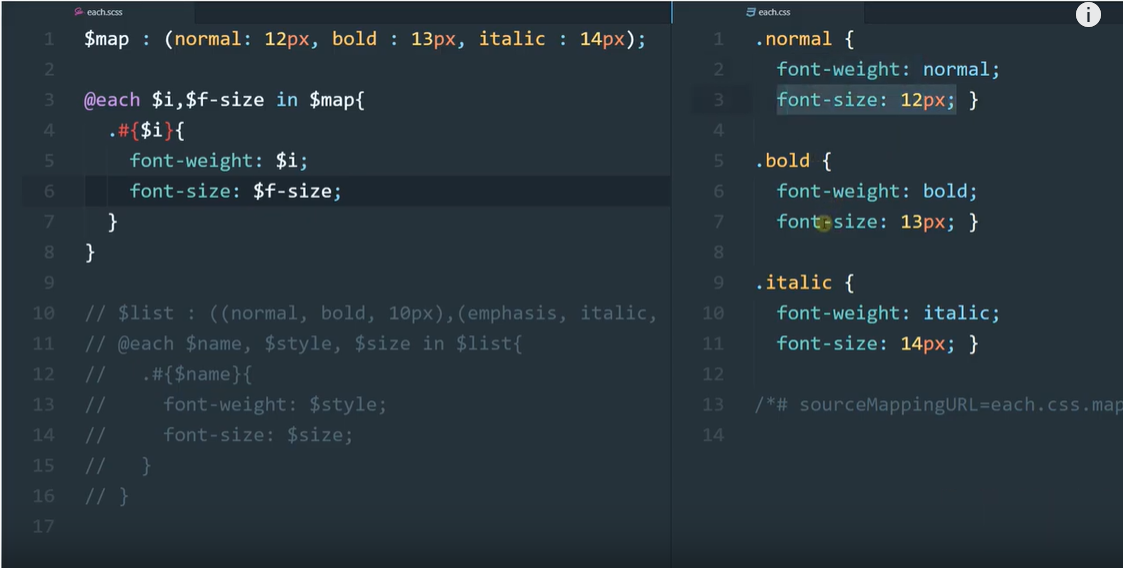 each.scss
1 $map : (normal: 12px, bold : 13px, italic : 14px);
2
3 @each $i,$f-size in $map{
4 .#{$i}{
5 font-weight: $i;
6 font-size: $f-size;
7 }
8 }
9
10 // $list : ((normal, bold, 10px),(emphasis, italic,
11 // @each $name, $style, $size in $list{
12 // .#{$name}{
13 // font-weight: $style;
14 // font-size: $size;
15 // }
16 // }
17
each.css
1 .normal {
2 font-weight: normal;
3 font-size: 12px; }
4
5 .bold {
6 font-weight: bold;
7 font-size: 13px; }
8
9 .italic {
10 font-weight: italic;
11 font-size: 14px; }
12
13 /*# sourceMappingURL=each.css.map
14
i